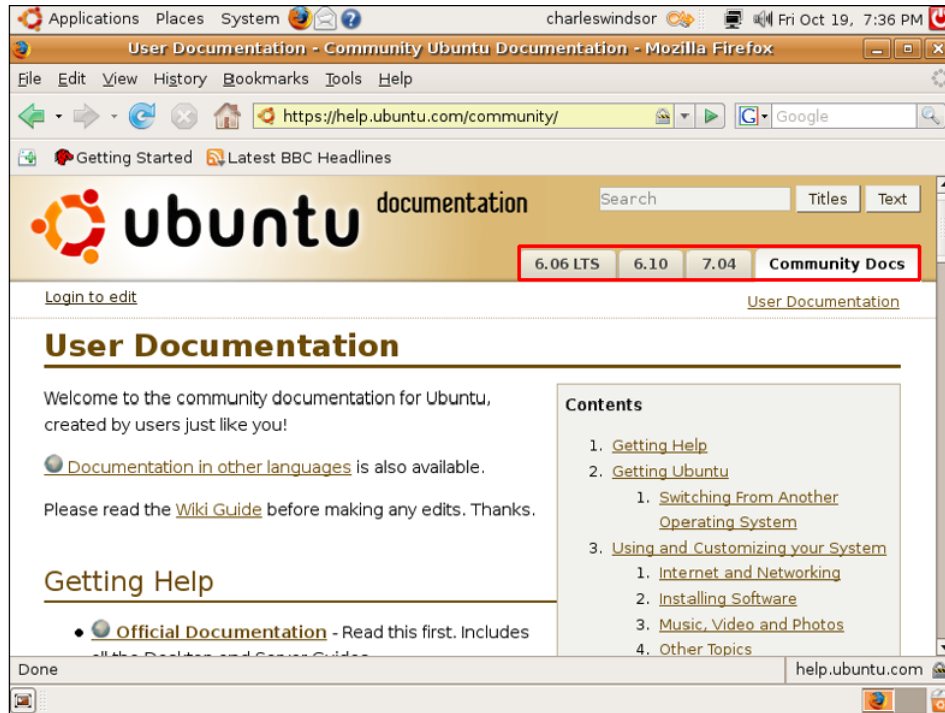 Applications Places System charleswindsor Fri Oct 19, 7:36 PM
User Documentation - Community Ubuntu Documentation - Mozilla Firefox
File Edit View History Bookmarks Tools Help
https://help.ubuntu.com/community/ G Google
Getting Started Latest BBC Headlines
ubuntu documentation Search Titles Text
6.06 LTS 6.10 7.04 Community Docs
Login to edit User Documentation
User Documentation
Welcome to the community documentation for Ubuntu,
created by users just like you!
Documentation in other languages is also available.
Please read the Wiki Guide before making any edits. Thanks.
Getting Help
• Official Documentation - Read this first. Includes
all the Desktop and Server Guides
Contents
1. Getting Help
2. Getting Ubuntu
1. Switching From Another
Operating System
3. Using and Customizing your System
1. Internet and Networking
2. Installing Software
3. Music, Video and Photos
4. Other Topics
Done help.ubuntu.com